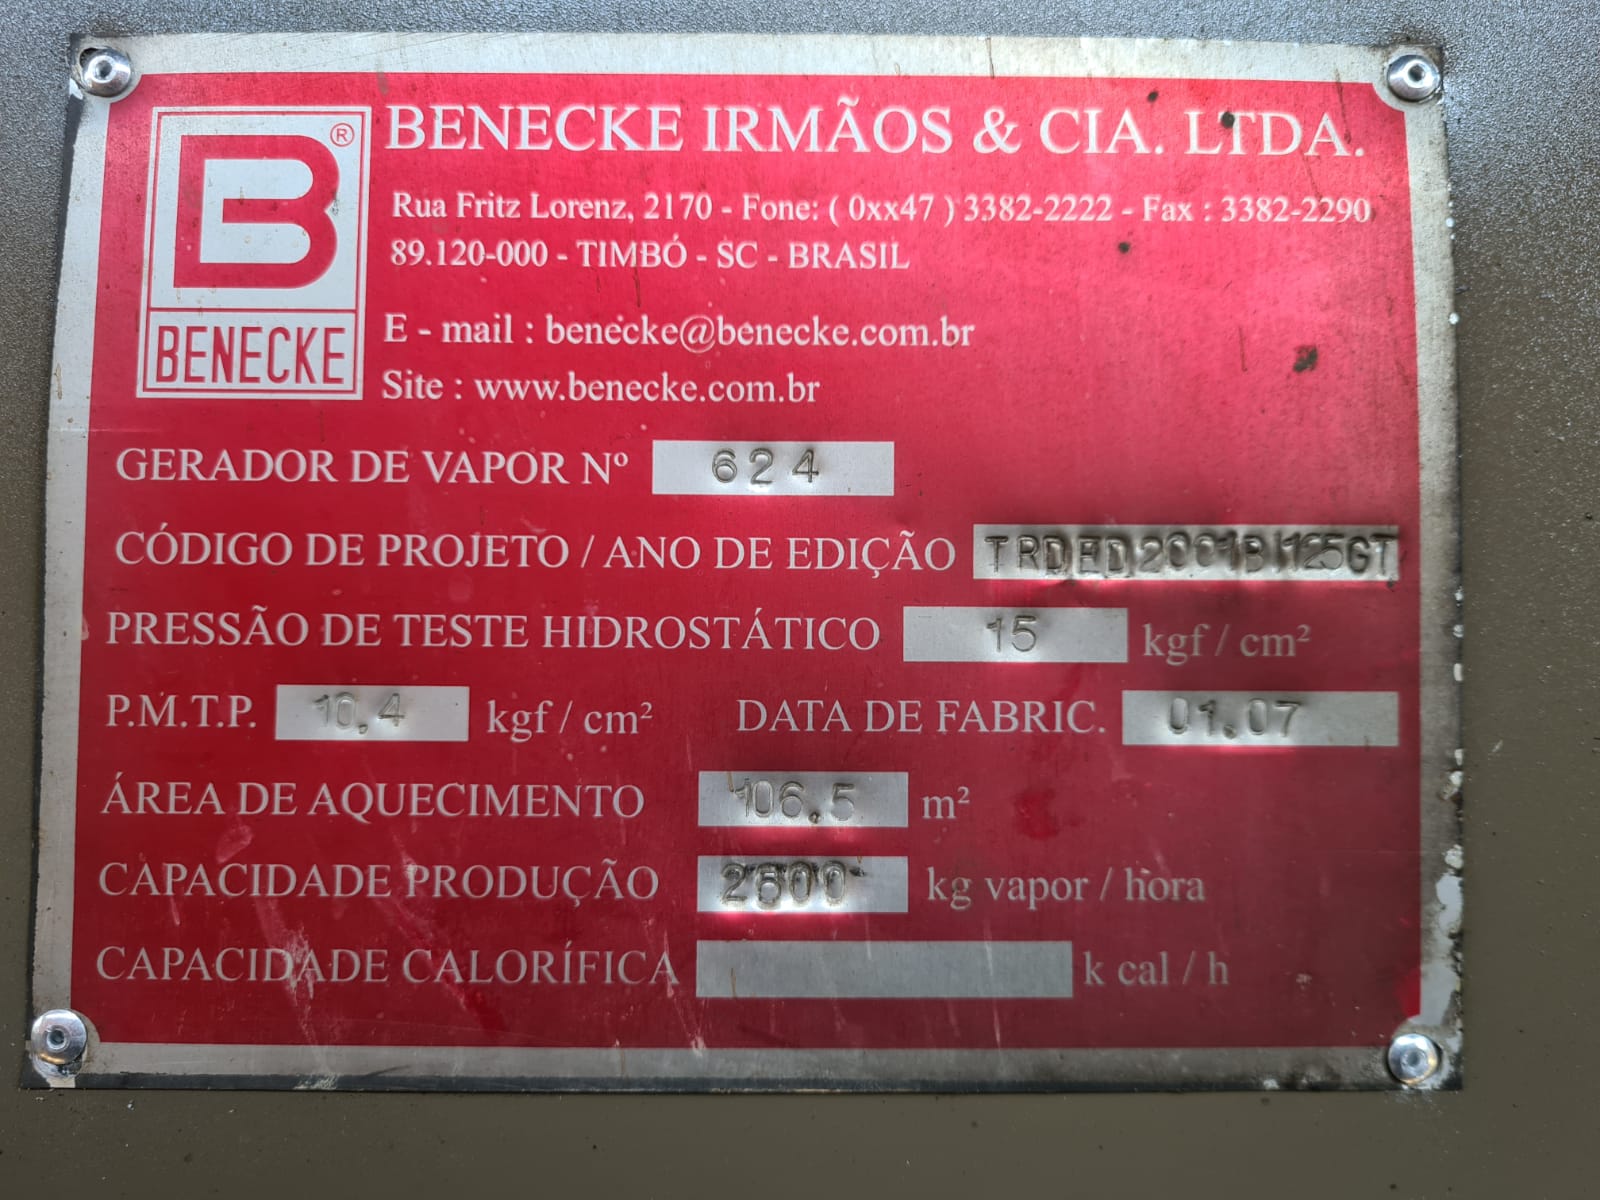 BENECKE IRMÃOS & CIA. LTDA.
B®
BENECKE
Rua Fritz Lorenz, 2170 - Fone: ( 0xx47 ) 3382-2222 - Fax : 3382-2290
89.120-000 - TIMBÓ - SC - BRASIL
E - mail : benecke@benecke.com.br
Site : www.benecke.com.br
GERADOR DE VAPOR Nº 624
CÓDIGO DE PROJETO / ANO DE EDIÇÃO
PRESSÃO DE TESTE HIDROSTÁTICO 15 kgf / cm²
P.M.T.P. 10,4 kgf / cm² DATA DE FABRIC. 01.07
ÁREA DE AQUECIMENTO 106,5 m²
CAPACIDADE PRODUÇÃO kg vapor / hora
CAPACIDADE CALORÍFICA k cal / h